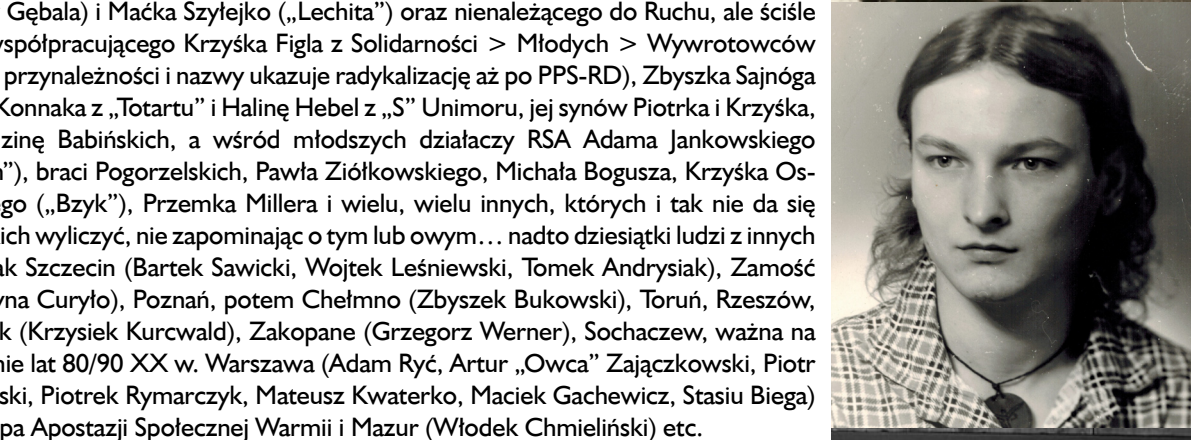 Gębala) i Maćka Szyłejko („Lechita”) oraz nienależącego do Ruchu, ale ściśle
współpracującego Krzyśka Figla z Solidarności > Młodych > Wywrotowców
przynależności i nazwy ukazuje radykalizację aż po PPS-RD), Zbyszka Sajnóga
Konnaka z „Totartu” i Halinę Hebel z „S” Unimoru, jej synów Piotrka i Krzyśka,
zinę Babińskich, a wśród młodszych działaczy RSA Adama Jankowskiego
”), braci Pogorzelskich, Pawła Ziółkowskiego, Michała Bogusza, Krzyśka Os-
go („Bzyk”), Przemka Millera i wielu, wielu innych, których i tak nie da się
ich wyliczyć, nie zapominając o tym lub owym… nadto dziesiątki ludzi z innych
ak Szczecin (Bartek Sawicki, Wojtek Leśniewski, Tomek Andrysiak), Zamość
yna Curyło), Poznań, potem Chełmno (Zbyszek Bukowski), Toruń, Rzeszów,
k (Krzysiek Kurcwald), Zakopane (Grzegorz Werner), Sochaczew, ważna na
nie lat 80/90 XX w. Warszawa (Adam Ryć, Artur „Owca” Zajączkowski, Piotr
ski, Piotrek Rymarczyk, Mateusz Kwaterko, Maciek Gachewicz, Stasiu Biega)
pa Apostazji Społecznej Warmii i Mazur (Włodek Chmieliński) etc.